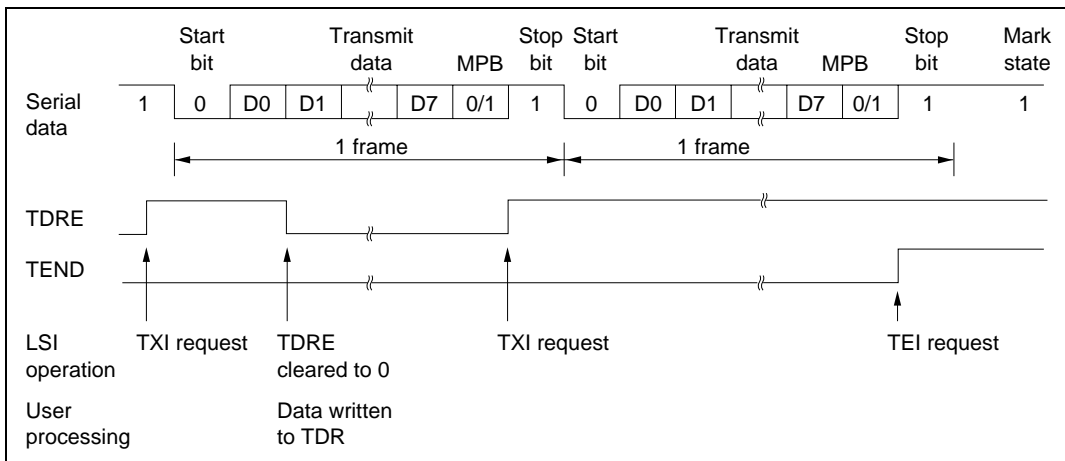 Start bit Transmit data MPB Stop bit Start bit Transmit data MPB Stop bit Mark state
Serial data 1 0 D0 D1 D7 0/1 1 0 D0 D1 D7 0/1 1 1
1 frame 1 frame
TDRE
TEND
LSI operation TXI request TDRE cleared to 0 TXI request TEI request
User processing Data written to TDR